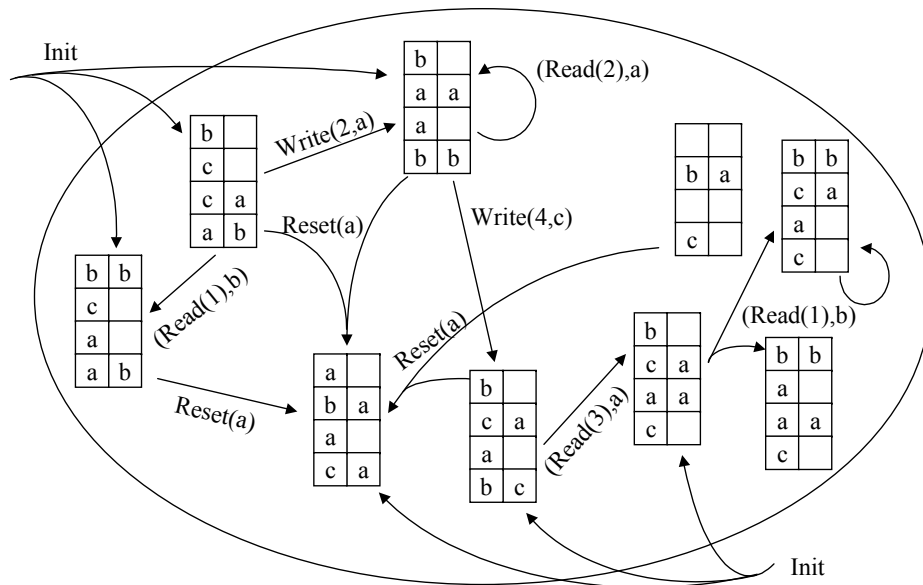 Init
b
a a
a
b b
(Read(2),a)
b
c
c a
a b
Write(2,a)
Reset(a)
Write(4,c)
b a
c
b b
c a
a
c
b b
c
a
a b
(Read(1),b)
Reset(a)
a
b a
a
c a
Reset(a)
b
c a
a
b c
(Read(3),a)
b
c a
a a
c
(Read(1),b)
b b
a
a a
c
Init